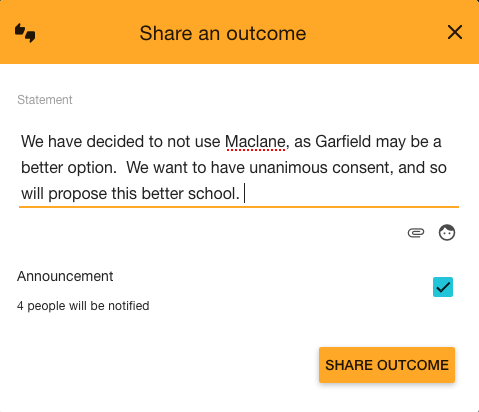 Share an outcome
Statement
We have decided to not use Maclane, as Garfield may be a
better option.  We want to have unanimous consent, and so
will propose this better school.
Announcement
4 people will be notified
SHARE OUTCOME